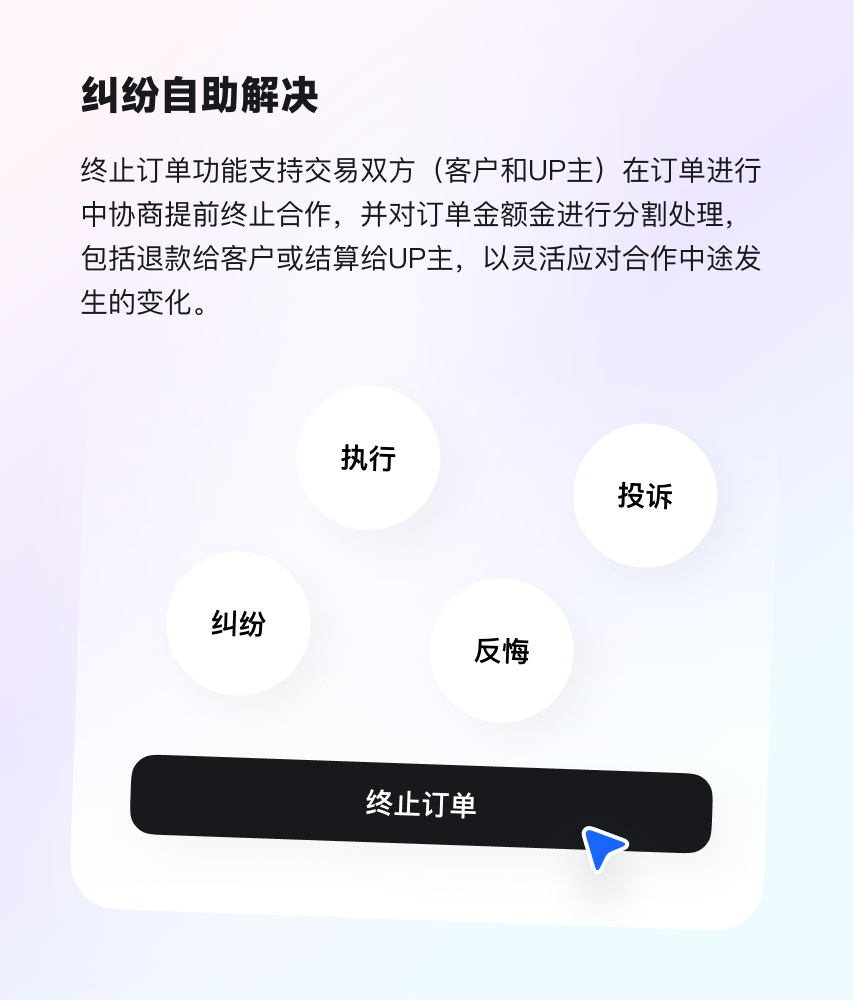 纠纷自助解决
终止订单功能支持交易双方（客户和UP主）在订单进行
中协商提前终止合作，并对订单金额金进行分割处理，
包括退款给客户或结算给UP主，以灵活应对合作中途发
生的变化。
执行
投诉
纠纷
反悔
终止订单